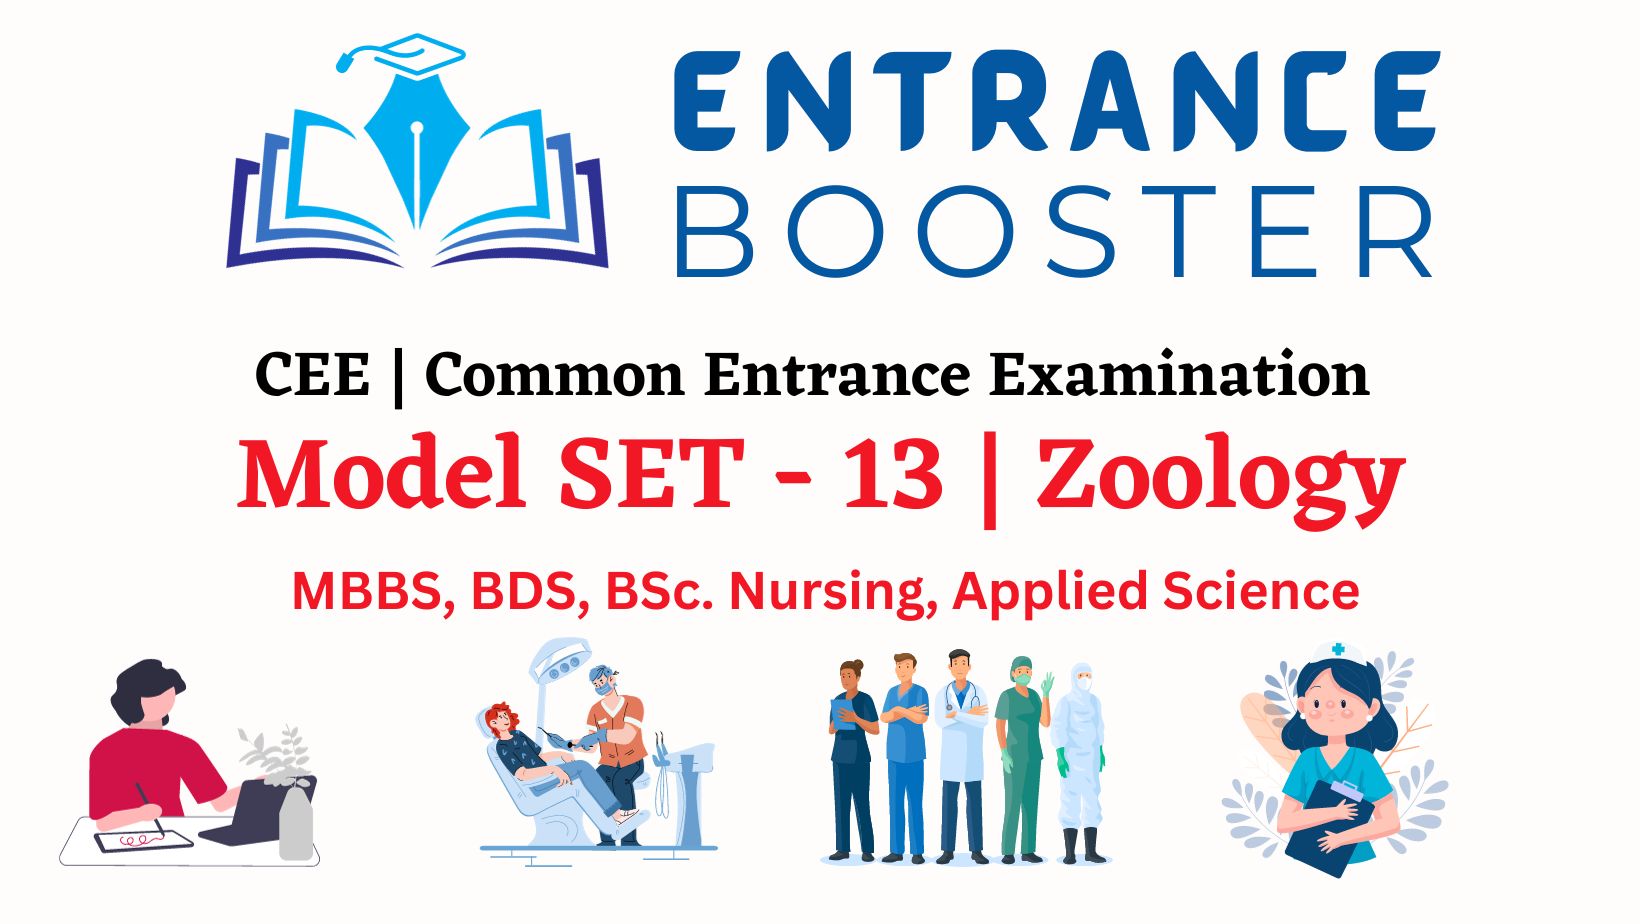 ENTRANCE
BOOSTER
CEE | Common Entrance Examination
Model SET - 13 | Zoology
MBBS, BDS, BSc. Nursing, Applied Science